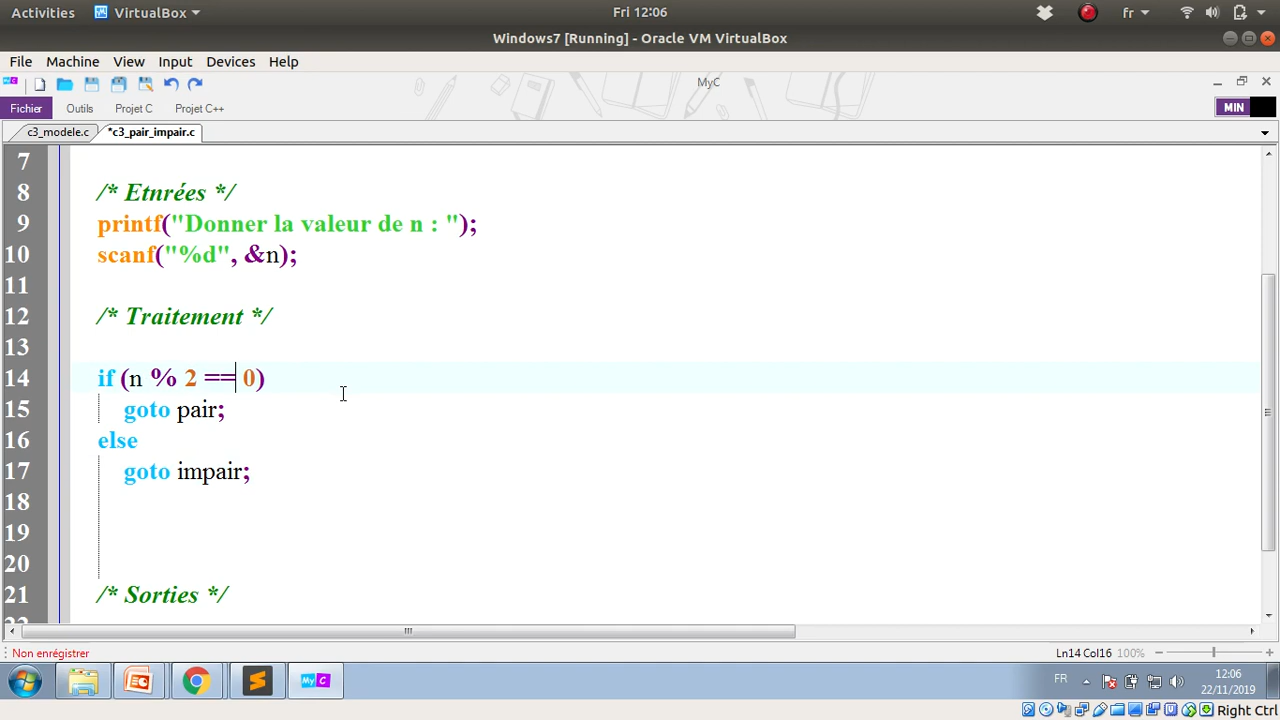 Activities VirtualBox Fri 12:06 fr
Windows7 [Running] - Oracle VM VirtualBox
File Machine View Input Devices Help
MyC
Fichier Outils Projet C Projet C++ MIN
c3_modele.c *c3_pair_impair.c
7
8 /* Etnrées */
9 printf("Donner la valeur de n : ");
10 scanf("%d", &n);
11
12 /* Traitement */
13
14 if (n % 2 == 0)
15 goto pair;
16 else
17 goto impair;
18
19
20
21 /* Sorties */
22
Non enregistrer Ln14 Col16 100%
MyC FR 12:06
22/11/2019
Right Ctrl